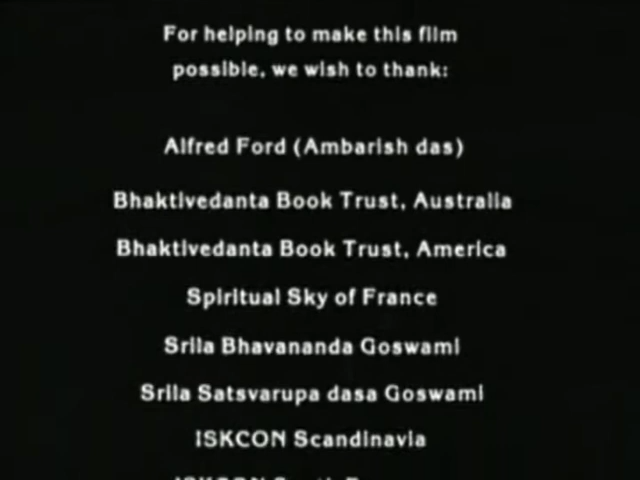 For helping to make this film
possible, we wish to thank:
Alfred Ford (Ambarish das)
Bhaktivedanta Book Trust, Australia
Bhaktivedanta Book Trust, America
Spiritual Sky of France
Srila Bhavananda Goswami
Srila Satsvarupa dasa Goswami
ISKCON Scandinavia
ISKCON